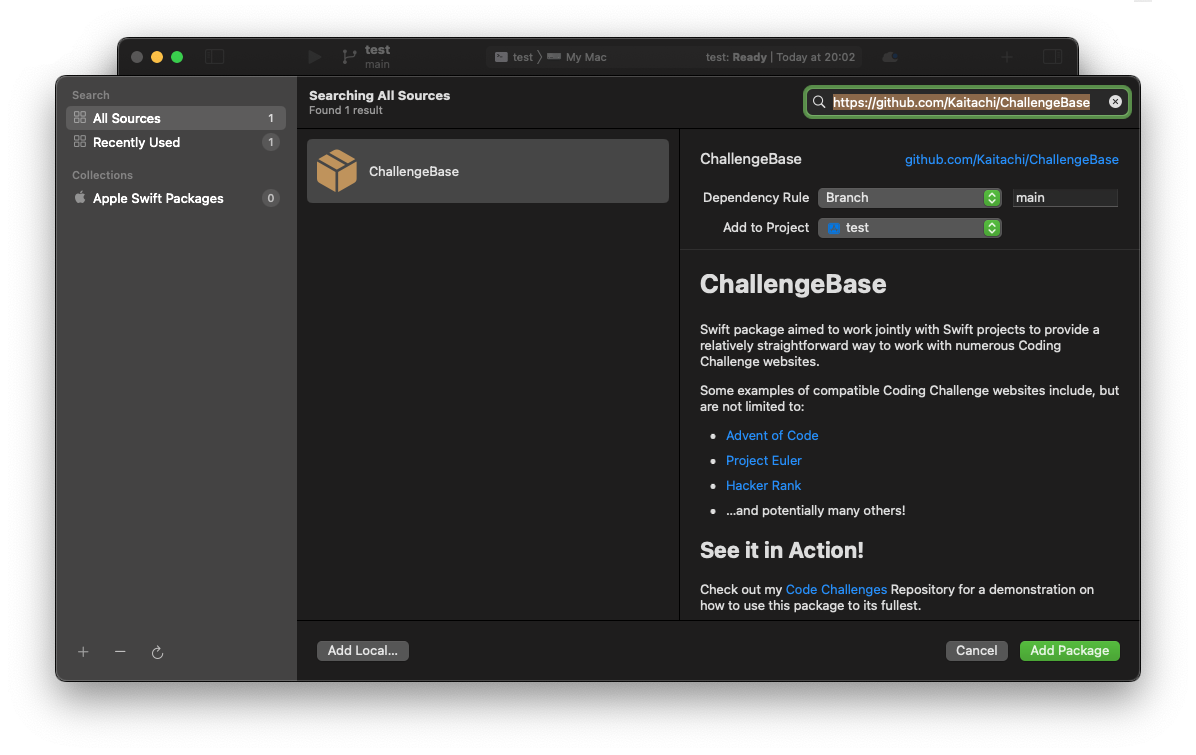 test
main
test 〉 My Mac
test: Ready | Today at 20:02
Search
All Sources 1
Recently Used 1
Collections
Apple Swift Packages 0
Searching All Sources
Found 1 result
https://github.com/Kaitachi/ChallengeBase
ChallengeBase
ChallengeBase github.com/Kaitachi/ChallengeBase
Dependency Rule Branch main
Add to Project test
ChallengeBase
Swift package aimed to work jointly with Swift projects to provide a
relatively straightforward way to work with numerous Coding
Challenge websites.
Some examples of compatible Coding Challenge websites include, but
are not limited to:
• Advent of Code
• Project Euler
• Hacker Rank
• ...and potentially many others!
See it in Action!
Check out my Code Challenges Repository for a demonstration on
how to use this package to its fullest.
Add Local...
Cancel
Add Package